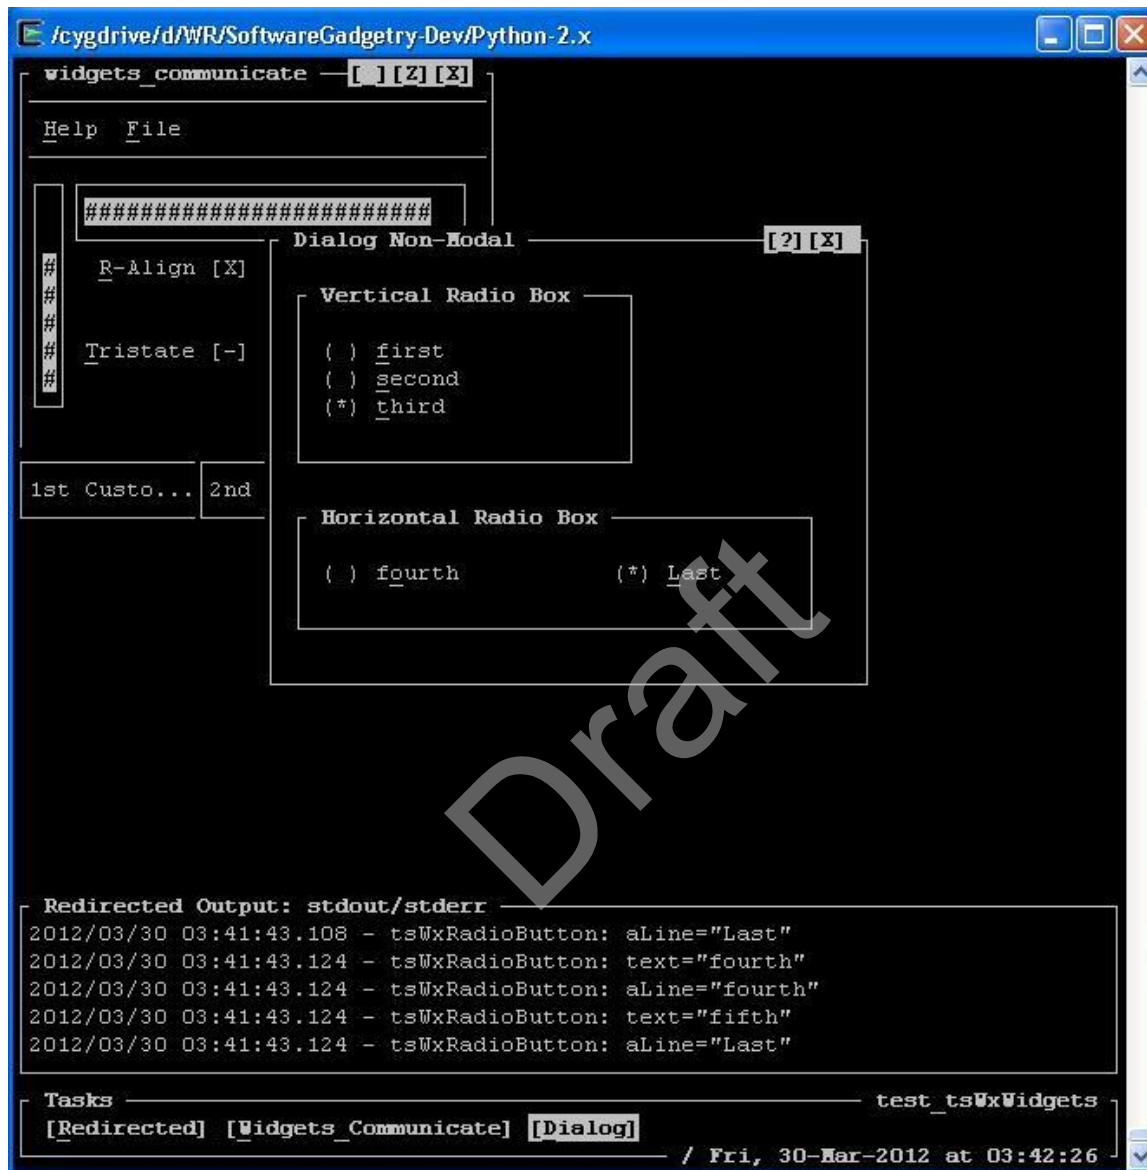 /cygdrive/d/WR/SoftwareGadgetry-Dev/Python-2.x
widgets_communicate [_][Z][X]
Help File
#########################
Dialog Non-Modal [?][X]
# R-Align [X]
Vertical Radio Box
#
#
# Tristate [-]
( ) first
# ( ) second
(*) third
1st Custo... 2nd
Horizontal Radio Box
( ) fourth (*) Last
Draft
Redirected Output: stdout/stderr
2012/03/30 03:41:43.108 - tsWxRadioButton: aLine="Last"
2012/03/30 03:41:43.124 - tsWxRadioButton: text="fourth"
2012/03/30 03:41:43.124 - tsWxRadioButton: aLine="fourth"
2012/03/30 03:41:43.124 - tsWxRadioButton: text="fifth"
2012/03/30 03:41:43.124 - tsWxRadioButton: aLine="Last"
Tasks test_tsWxWidgets
[Redirected] [Widgets_Communicate] [Dialog]
/ Fri, 30-Mar-2012 at 03:42:26